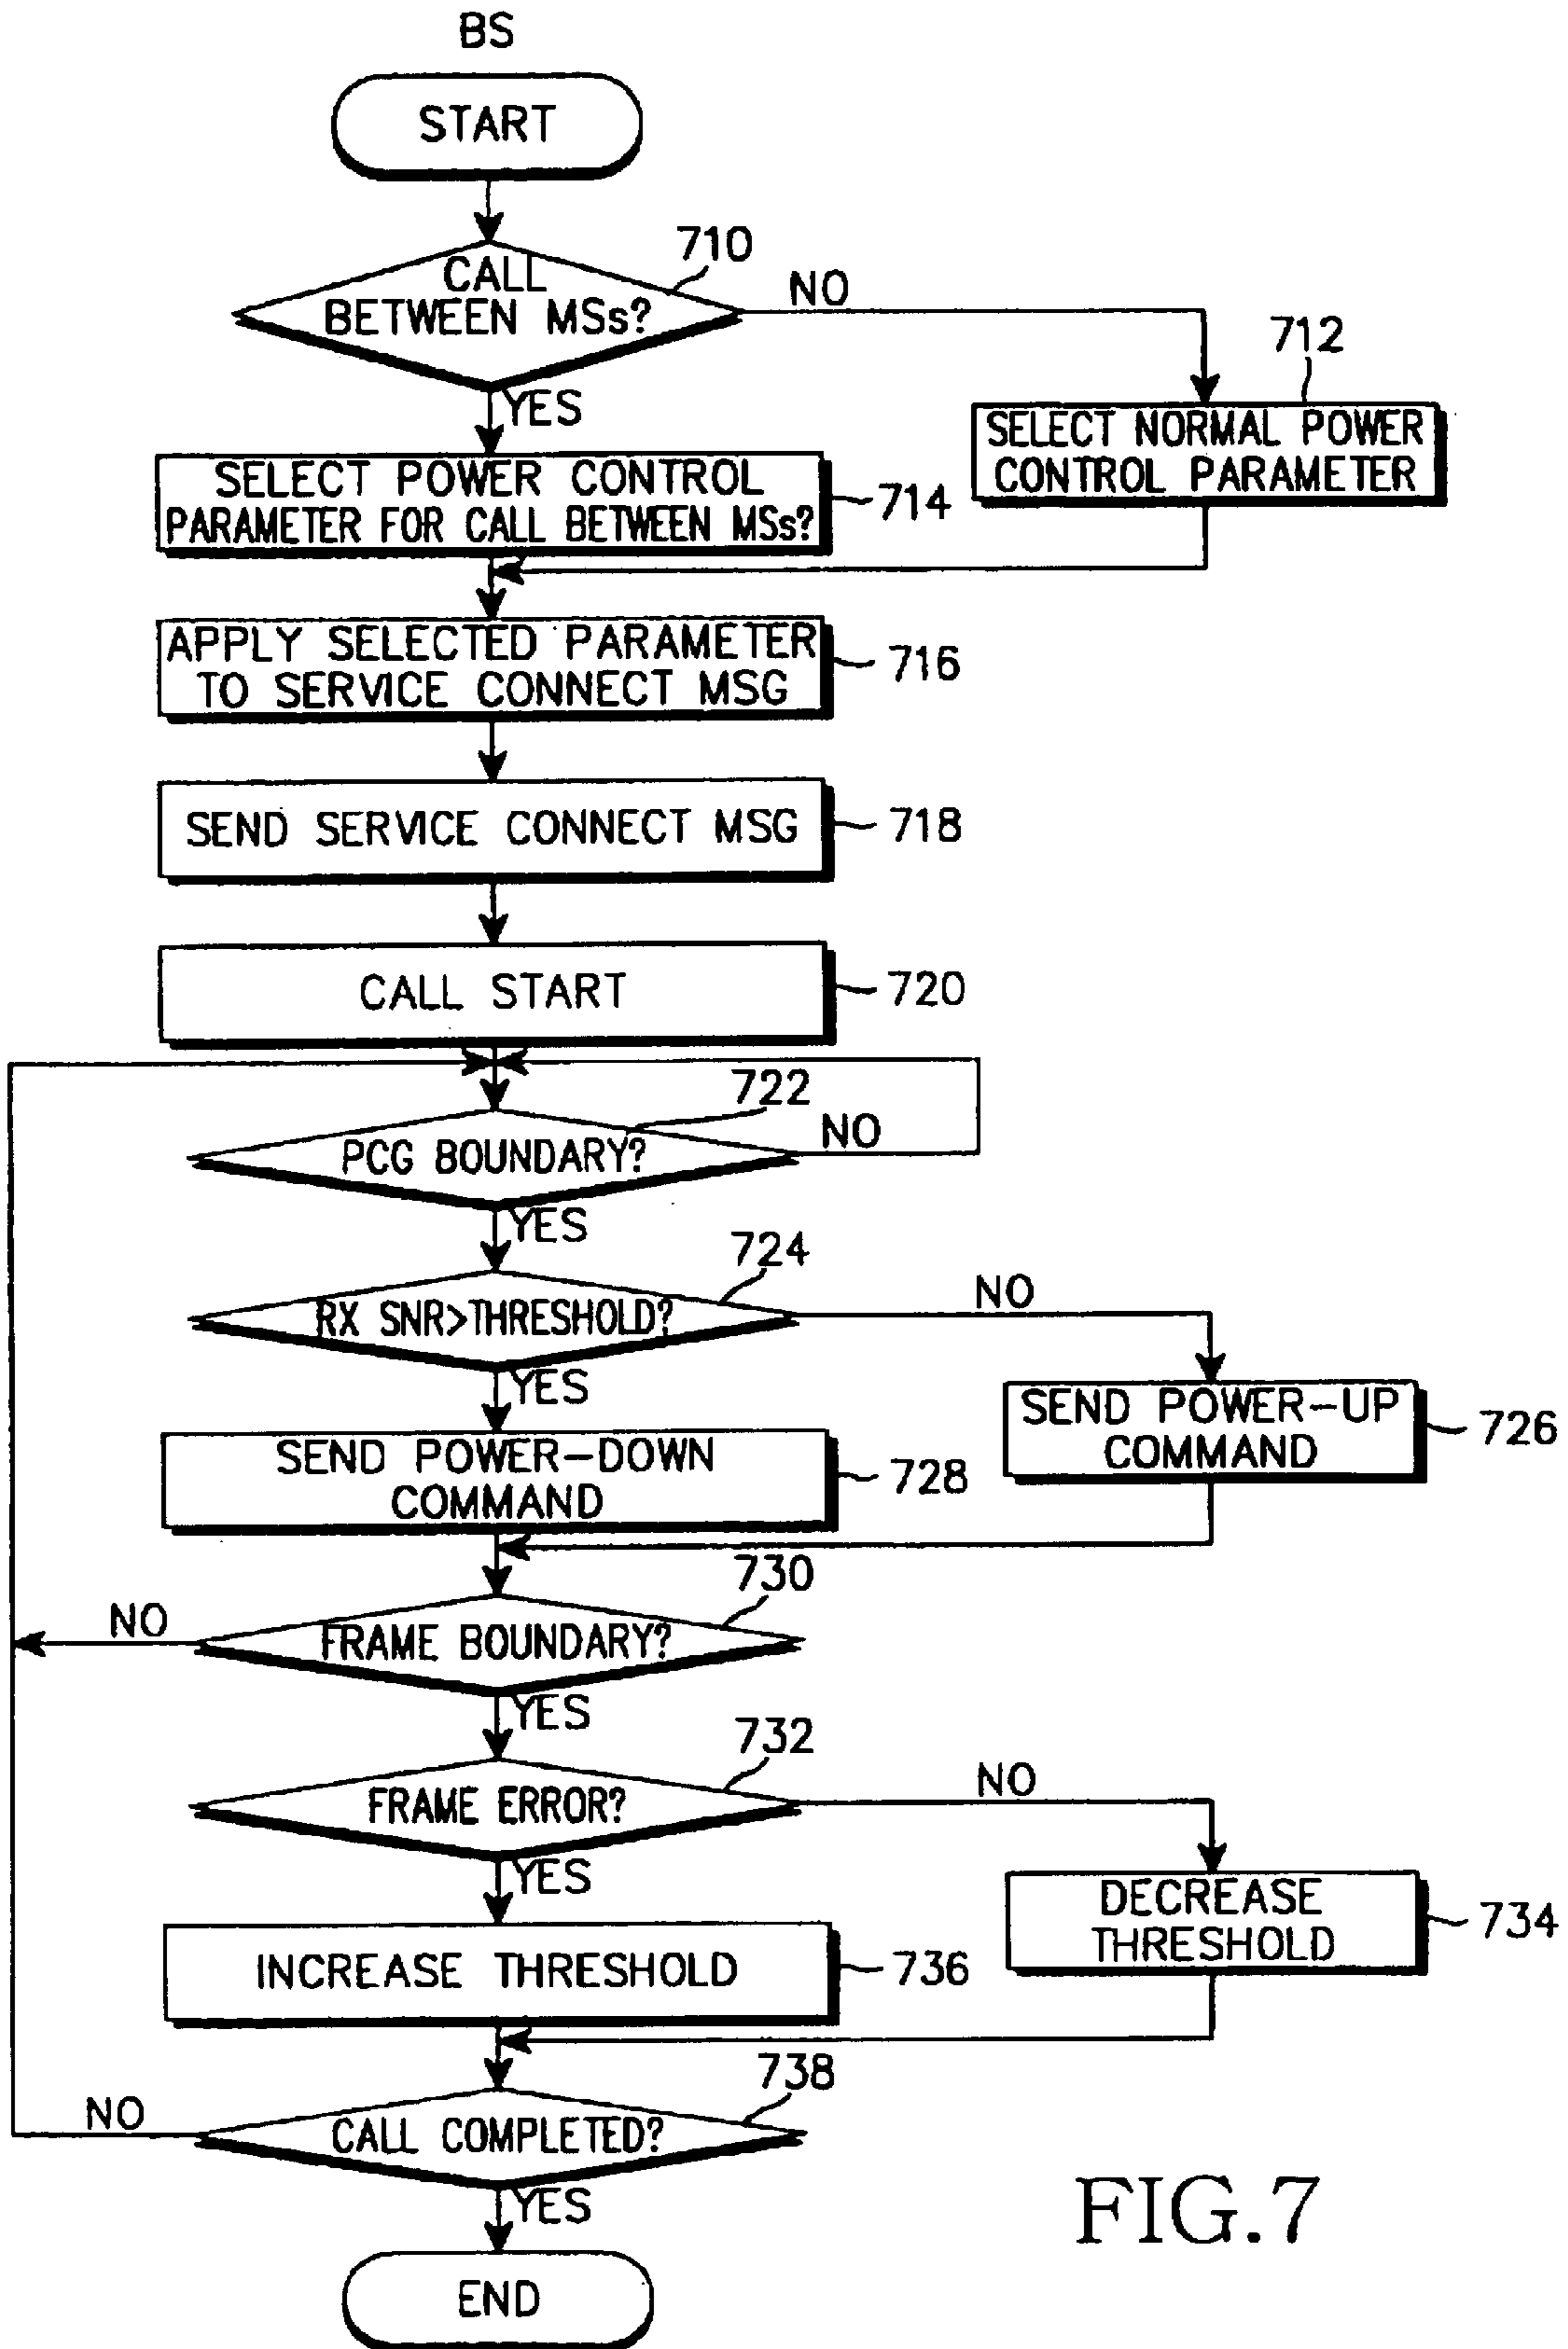 BS
START
710
CALL
BETWEEN MSs?
NO
YES
712
SELECT NORMAL POWER
CONTROL PARAMETER
SELECT POWER CONTROL
PARAMETER FOR CALL BETWEEN MSs?
714
APPLY SELECTED PARAMETER
TO SERVICE CONNECT MSG
716
SEND SERVICE CONNECT MSG
718
CALL START
720
722
PCG BOUNDARY?
NO
YES
724
RX SNR>THRESHOLD?
NO
YES
SEND POWER-UP
COMMAND
726
SEND POWER-DOWN
COMMAND
728
730
FRAME BOUNDARY?
NO
YES
732
FRAME ERROR?
NO
YES
DECREASE
THRESHOLD
734
INCREASE THRESHOLD
736
738
CALL COMPLETED?
NO
YES
END
FIG.7